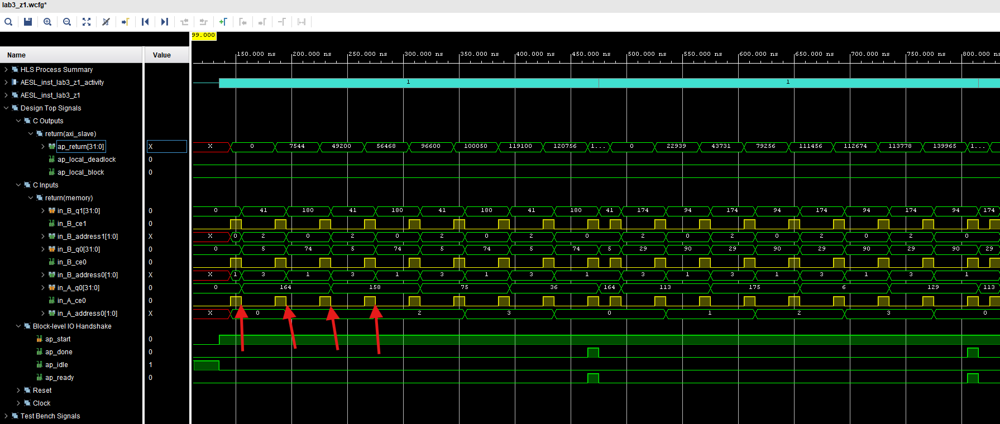 lab3_z1.wcfg*
99.000
Name Value
150.000 ns 200.000 ns 250.000 ns 300.000 ns 350.000 ns 400.000 ns 450.000 ns 500.000 ns 550.000 ns 600.000 ns 650.000 ns 700.000 ns 750.000 ns 800.000 ns
HLS Process Summary
AESL_inst_lab3_z1_activity 1 1
AESL_inst_lab3_z1
Design Top Signals
C Outputs
return(axi_slave)
ap_return[31:0] X X 0 7544 49200 56468 96600 100050 119100 120756 1... 0 22939 43731 79256 111456 112674 113778 139965 1...
ap_local_deadlock 0
ap_local_block 0
C Inputs
return(memory)
in_B_q1[31:0] 0 0 41 180 41 180 41 180 41 180 41 174 94 174 94 174 94 174 94 174
in_B_ce1 0
in_B_address1[1:0] X X 0 2 0 2 0 2 0 2 0 2 0 2 0 2 0 2 0
in_B_q0[31:0] 0 0 5 74 5 74 5 74 5 74 5 29 90 29 90 29 90 29 90 29
in_B_ce0 0
in_B_address0[1:0] X X 1 3 1 3 1 3 1 3 1 3 1 3 1 3 1 3 1
in_A_q0[31:0] 0 0 164 158 75 36 164 113 175 6 129 113
in_A_ce0 0
in_A_address0[1:0] X X 0 2 3 0 1 2 3 0
Block-level IO Handshake
ap_start 0
ap_done 0
ap_idle 1
ap_ready 0
Reset
Clock
Test Bench Signals